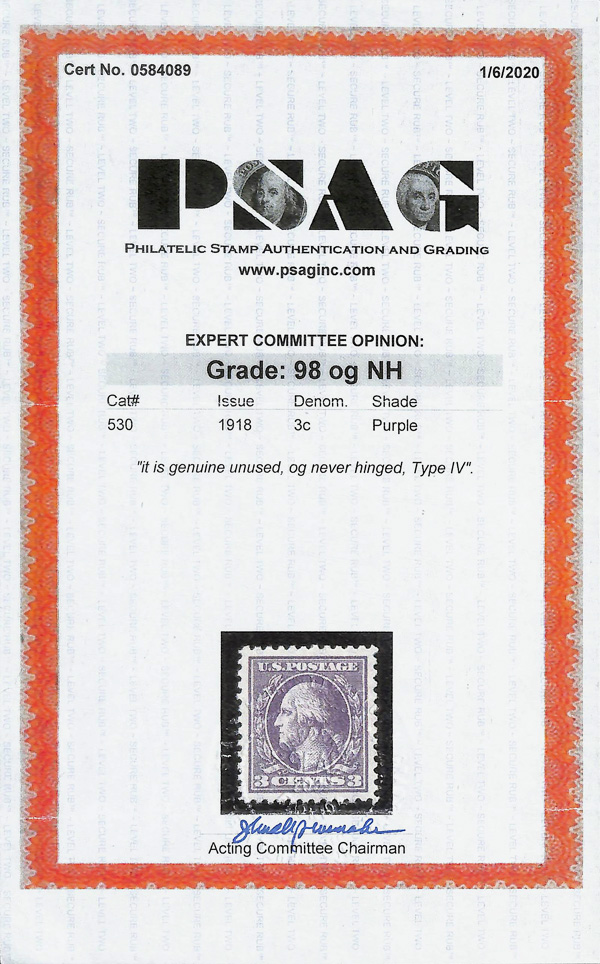 Cert No. 0584089 1/6/2020
PSAG
PHILATELIC STAMP AUTHENTICATION AND GRADING
www.psaginc.com
EXPERT COMMITTEE OPINION:
Grade: 98 og NH
Cat# Issue Denom. Shade
530 1918 3c Purple
"it is genuine unused, og never hinged, Type IV".
U.S. POSTAGE
3 CENTS 3
Acting Committee Chairman